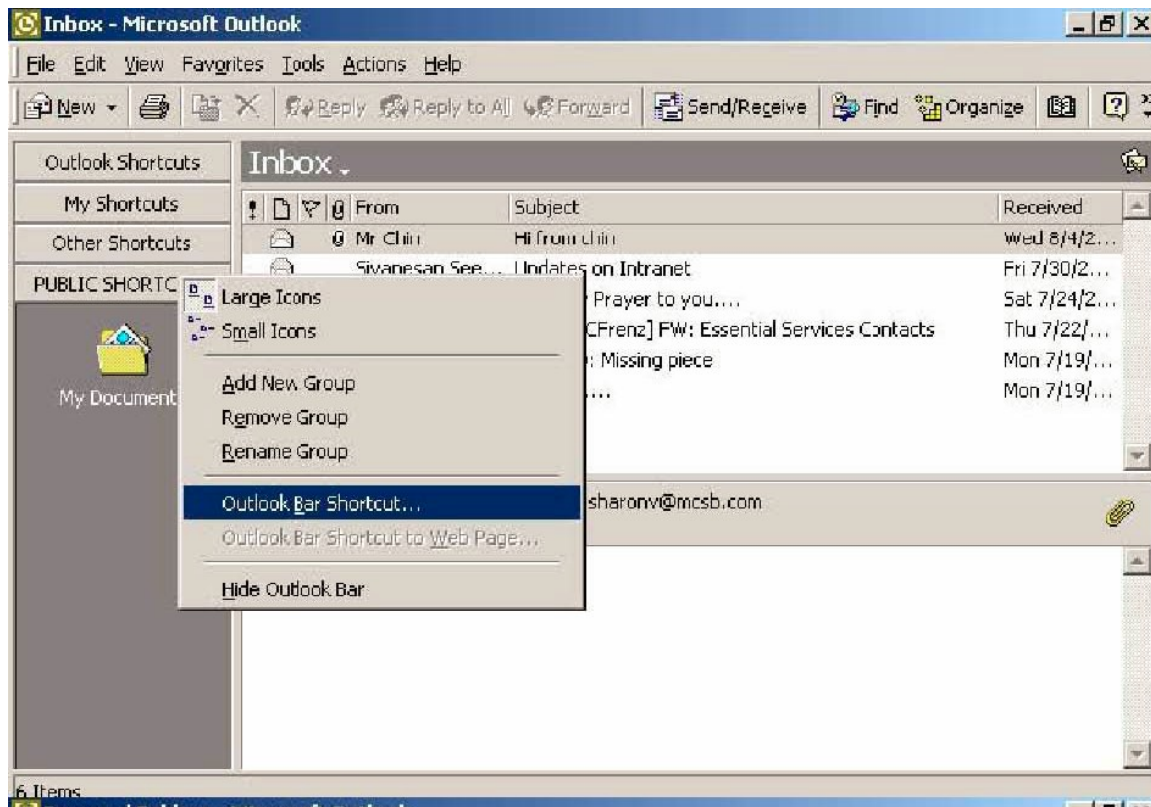 Inbox - Microsoft Outlook
File Edit View Favorites Tools Actions Help
New Reply Reply to All Forward Send/Receive Find Organize
Outlook Shortcuts
My Shortcuts
Other Shortcuts
PUBLIC SHORTC
My Document
Inbox
From Subject Received
Mr Chin Hi from chin Wed 8/4/2...
Sivanesan See... Updates on Intranet Fri 7/30/2...
Prayer to you.... Sat 7/24/2...
CFrenz] FW: Essential Services Contacts Thu 7/22/...
: Missing piece Mon 7/19/...
.... Mon 7/19/...
Large Icons
Small Icons
Add New Group
Remove Group
Rename Group
Outlook Bar Shortcut...
Outlook Bar Shortcut to Web Page...
Hide Outlook Bar
sharonv@mcsb.com
6 Items